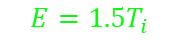 E = 1.5T_i